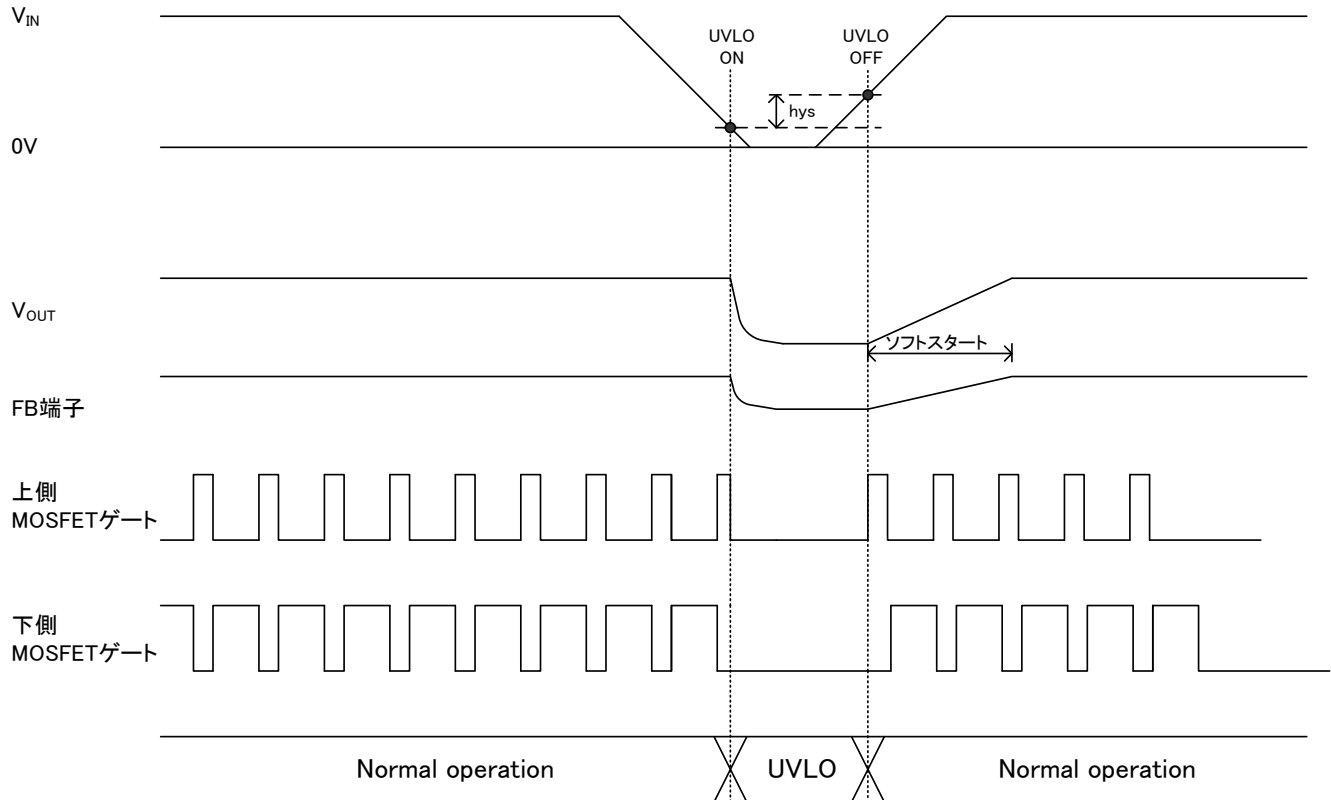 VIN
UVLO
ON
UVLO
OFF
hys
0V
VOUT
ソフトスタート
FB端子
上側
MOSFETゲート
下側
MOSFETゲート
Normal operation
UVLO
Normal operation